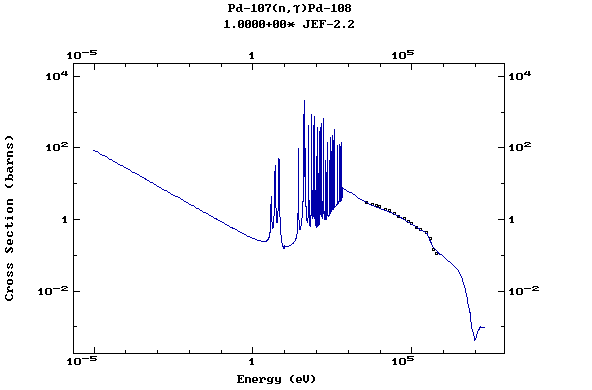 Pd-107(n,γ)Pd-108
1.0000+00* JEF-2.2
10⁻⁵ 1 10⁵
10⁴ 10⁴
10² 10²
1 1
10⁻² 10⁻²
10⁻⁵ 1 10⁵
Cross Section (barns)
Energy (eV)